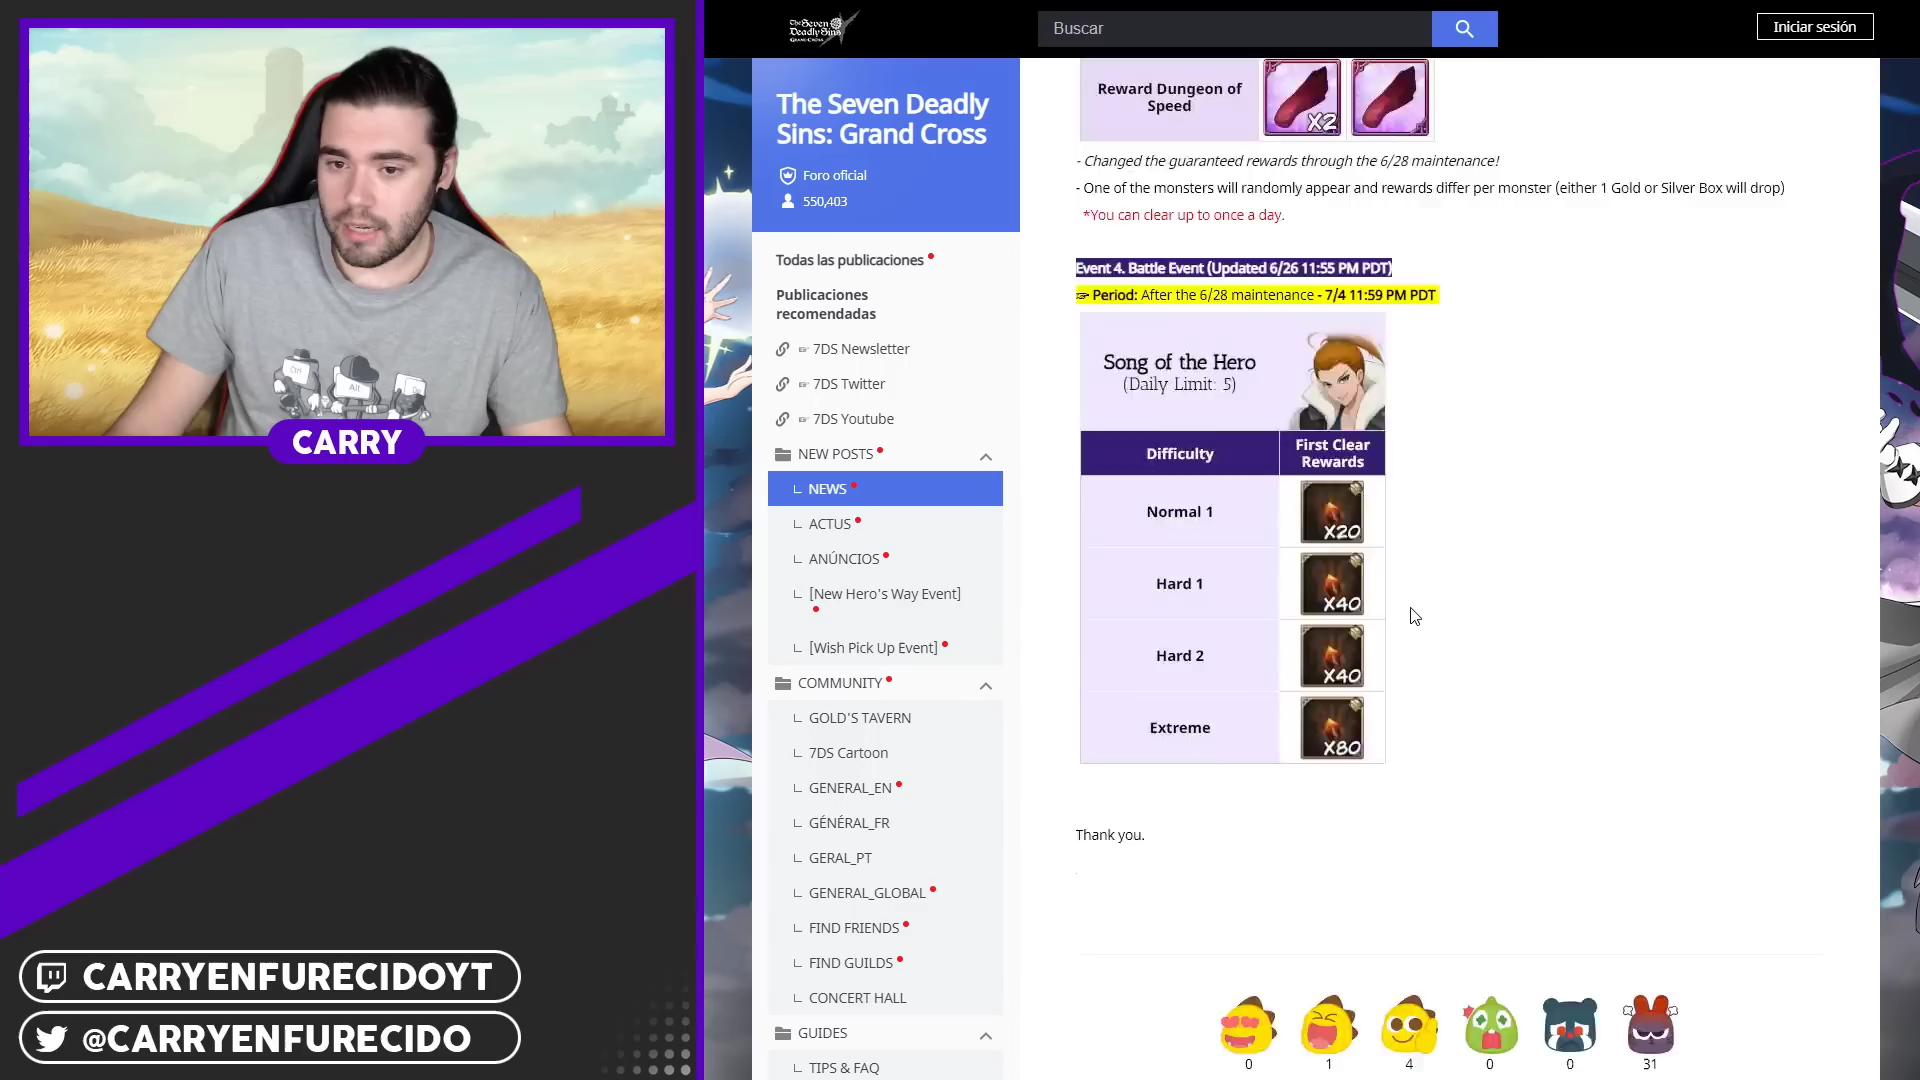 The Seven
Deadly Sins
GRAND CROSS
Buscar
Iniciar sesión
Ctrl
Alt
CARRY
CARRYENFURECIDOYT
@CARRYENFURECIDO
The Seven Deadly
Sins: Grand Cross
Foro oficial
550,403
Todas las publicaciones
Publicaciones
recomendadas
☞ 7DS Newsletter
☞ 7DS Twitter
☞ 7DS Youtube
NEW POSTS
NEWS
ACTUS
ANÚNCIOS
[New Hero's Way Event]
[Wish Pick Up Event]
COMMUNITY
GOLD'S TAVERN
7DS Cartoon
GENERAL_EN
GÉNÉRAL_FR
GERAL_PT
GENERAL_GLOBAL
FIND FRIENDS
FIND GUILDS
CONCERT HALL
GUIDES
TIPS & FAQ
Reward Dungeon of
Speed
X2
- Changed the guaranteed rewards through the 6/28 maintenance!
- One of the monsters will randomly appear and rewards differ per monster (either 1 Gold or Silver Box will drop)
*You can clear up to once a day.
Event 4. Battle Event (Updated 6/26 11:55 PM PDT)
☞ Period: After the 6/28 maintenance - 7/4 11:59 PM PDT
Song of the Hero
(Daily Limit: 5)
Difficulty
First Clear
Rewards
Normal 1
X20
Hard 1
X40
Hard 2
X40
Extreme
X80
Thank you.
0
1
4
0
0
31